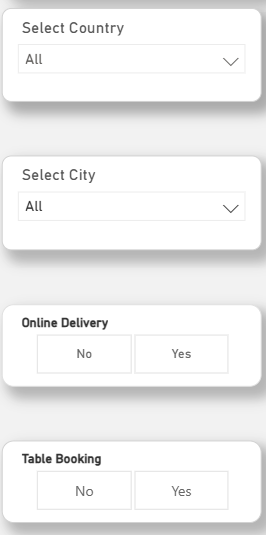 Select Country
All
Select City
All
Online Delivery
No Yes
Table Booking
No Yes